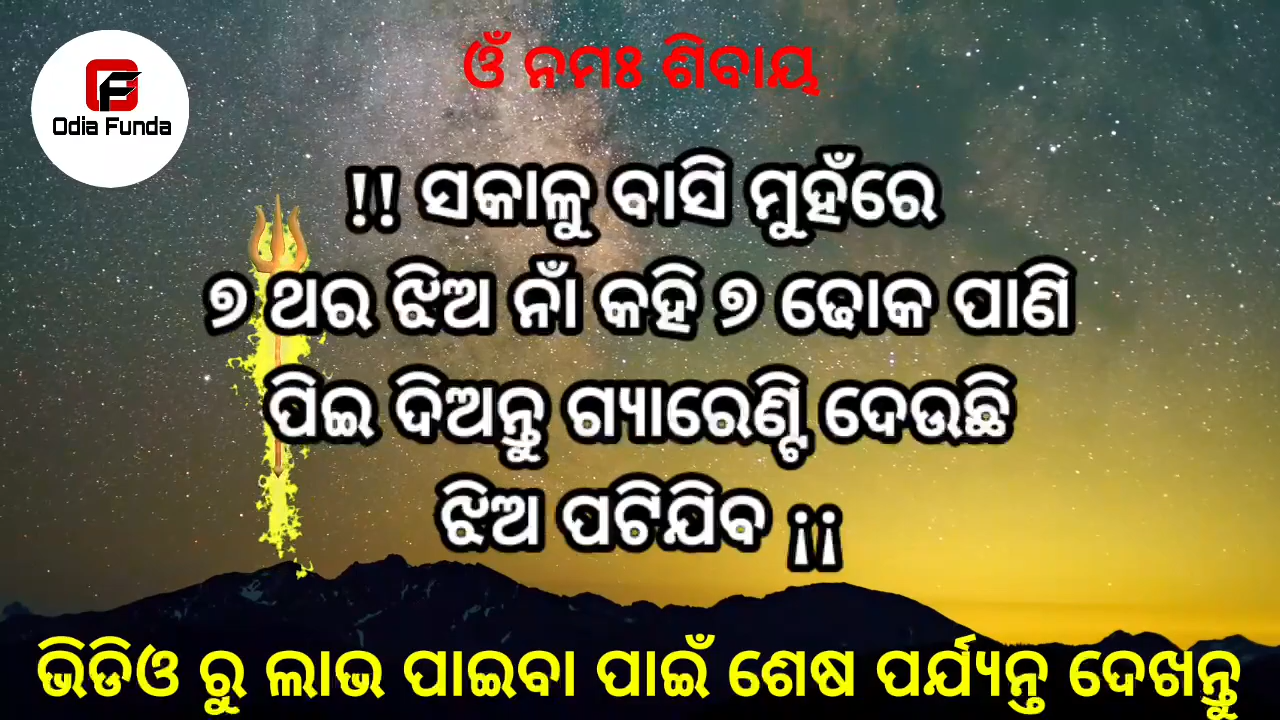 ଓଁ ନମଃ ଶିବାୟ
Odia Funda
!! ସକାଳୁ ବାସି ମୁହଁରେ
୭ ଥର ଝିଅ ନାଁ କହି ୭ ଢୋକ ପାଣି
ପିଇ ଦିଅନ୍ତୁ ଗ୍ୟାରେଣ୍ଟି ଦେଉଛି
ଝିଅ ପଟିଯିବ ¡¡
ଭିଡିଓ ରୁ ଲାଭ ପାଇବା ପାଇଁ ଶେଷ ପର୍ଯ୍ୟନ୍ତ ଦେଖନ୍ତୁ